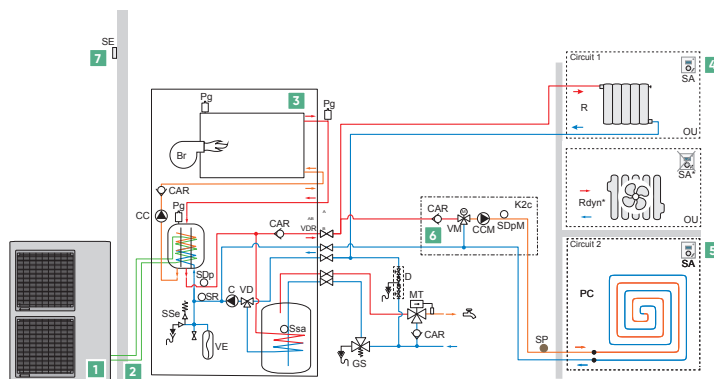 SE
7
Circuit 1
4
SA
R
OU
3
Pg
Pg
Br
CAR
CC
Pg
CAR
A
AB
VDR
B
SA*
Rdyn*
OU
K2c
CAR
6
VM
CCM
SDpM
Circuit 2
5
SA
PC
SDp
SR
C
VD
SSe
VE
Ssa
D
MT
CAR
GS
SP
1
2